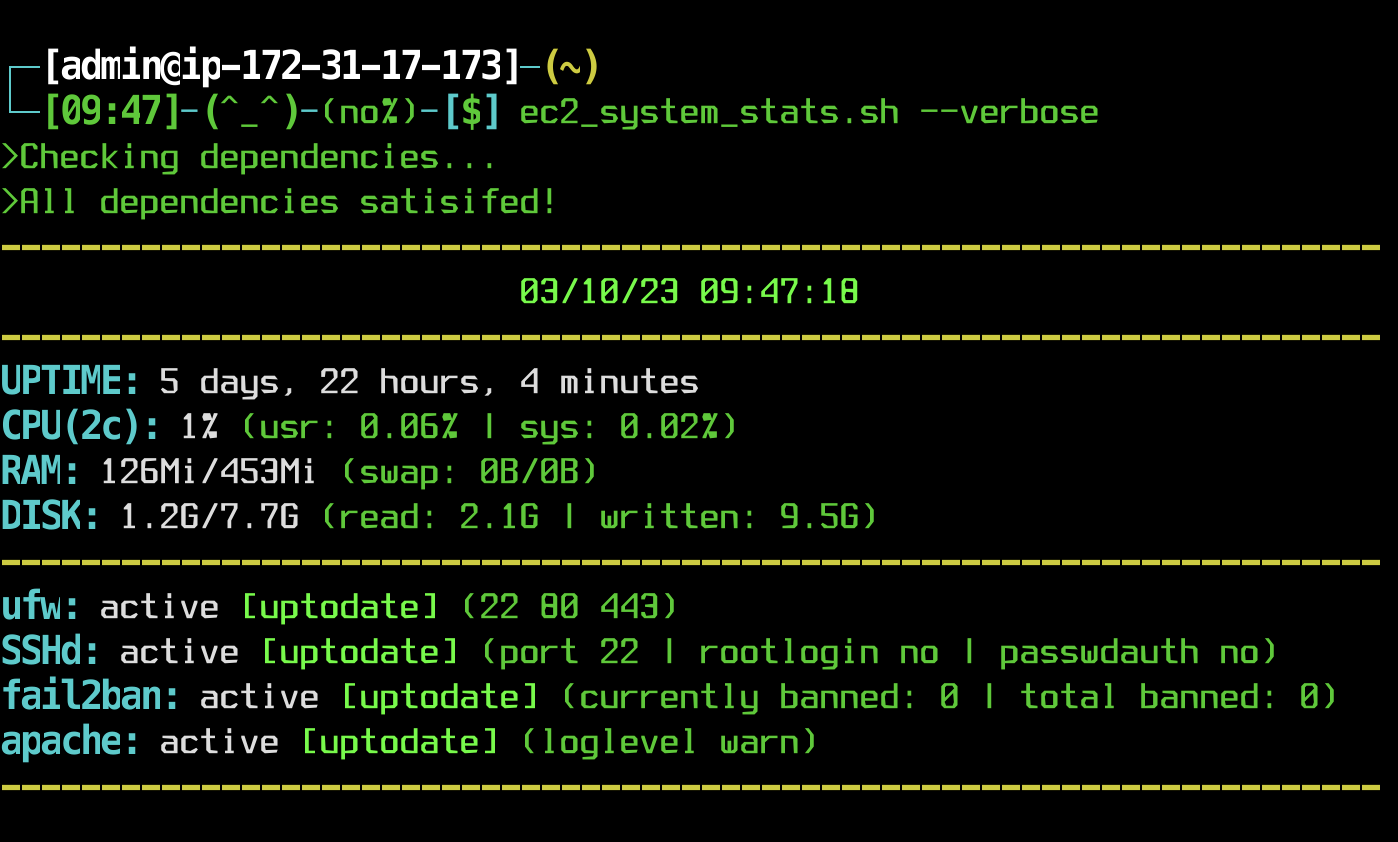 ┌─[admin@ip-172-31-17-173]─(~)
└─[09:47]-(^_^)-(no%)-[$] ec2_system_stats.sh --verbose
>Checking dependencies...
>All dependencies satisifed!
---------------------------------------------------------------------
03/10/23 09:47:18
---------------------------------------------------------------------
UPTIME: 5 days, 22 hours, 4 minutes
CPU(2c): 1% (usr: 0.06% | sys: 0.02%)
RAM: 126Mi/453Mi (swap: 0B/0B)
DISK: 1.2G/7.7G (read: 2.1G | written: 9.5G)
---------------------------------------------------------------------
ufw: active [uptodate] (22 80 443)
SSHd: active [uptodate] (port 22 | rootlogin no | passwdauth no)
fail2ban: active [uptodate] (currently banned: 0 | total banned: 0)
apache: active [uptodate] (loglevel warn)
---------------------------------------------------------------------